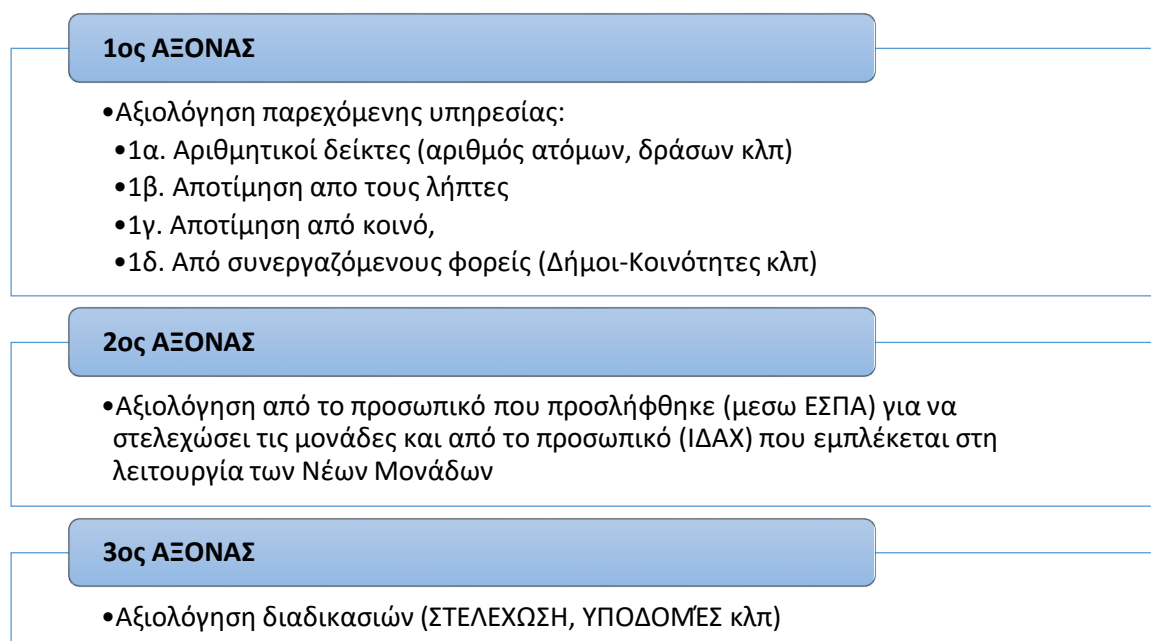 1ος ΑΞΟΝΑΣ
•Αξιολόγηση παρεχόμενης υπηρεσίας:
•1α. Αριθμητικοί δείκτες (αριθμός ατόμων, δράσων κλπ)
•1β. Αποτίμηση απο τους λήπτες
•1γ. Αποτίμηση από κοινό,
•1δ. Από συνεργαζόμενους φορείς (Δήμοι-Κοινότητες κλπ)
2ος ΑΞΟΝΑΣ
•Αξιολόγηση από το προσωπικό που προσλήφθηκε (μεσω ΕΣΠΑ) για να
στελεχώσει τις μονάδες και από το προσωπικό (ΙΔΑΧ) που εμπλέκεται στη
λειτουργία των Νέων Μονάδων
3ος ΑΞΟΝΑΣ
•Αξιολόγηση διαδικασιών (ΣΤΕΛΕΧΩΣΗ, ΥΠΟΔΟΜΈΣ κλπ)